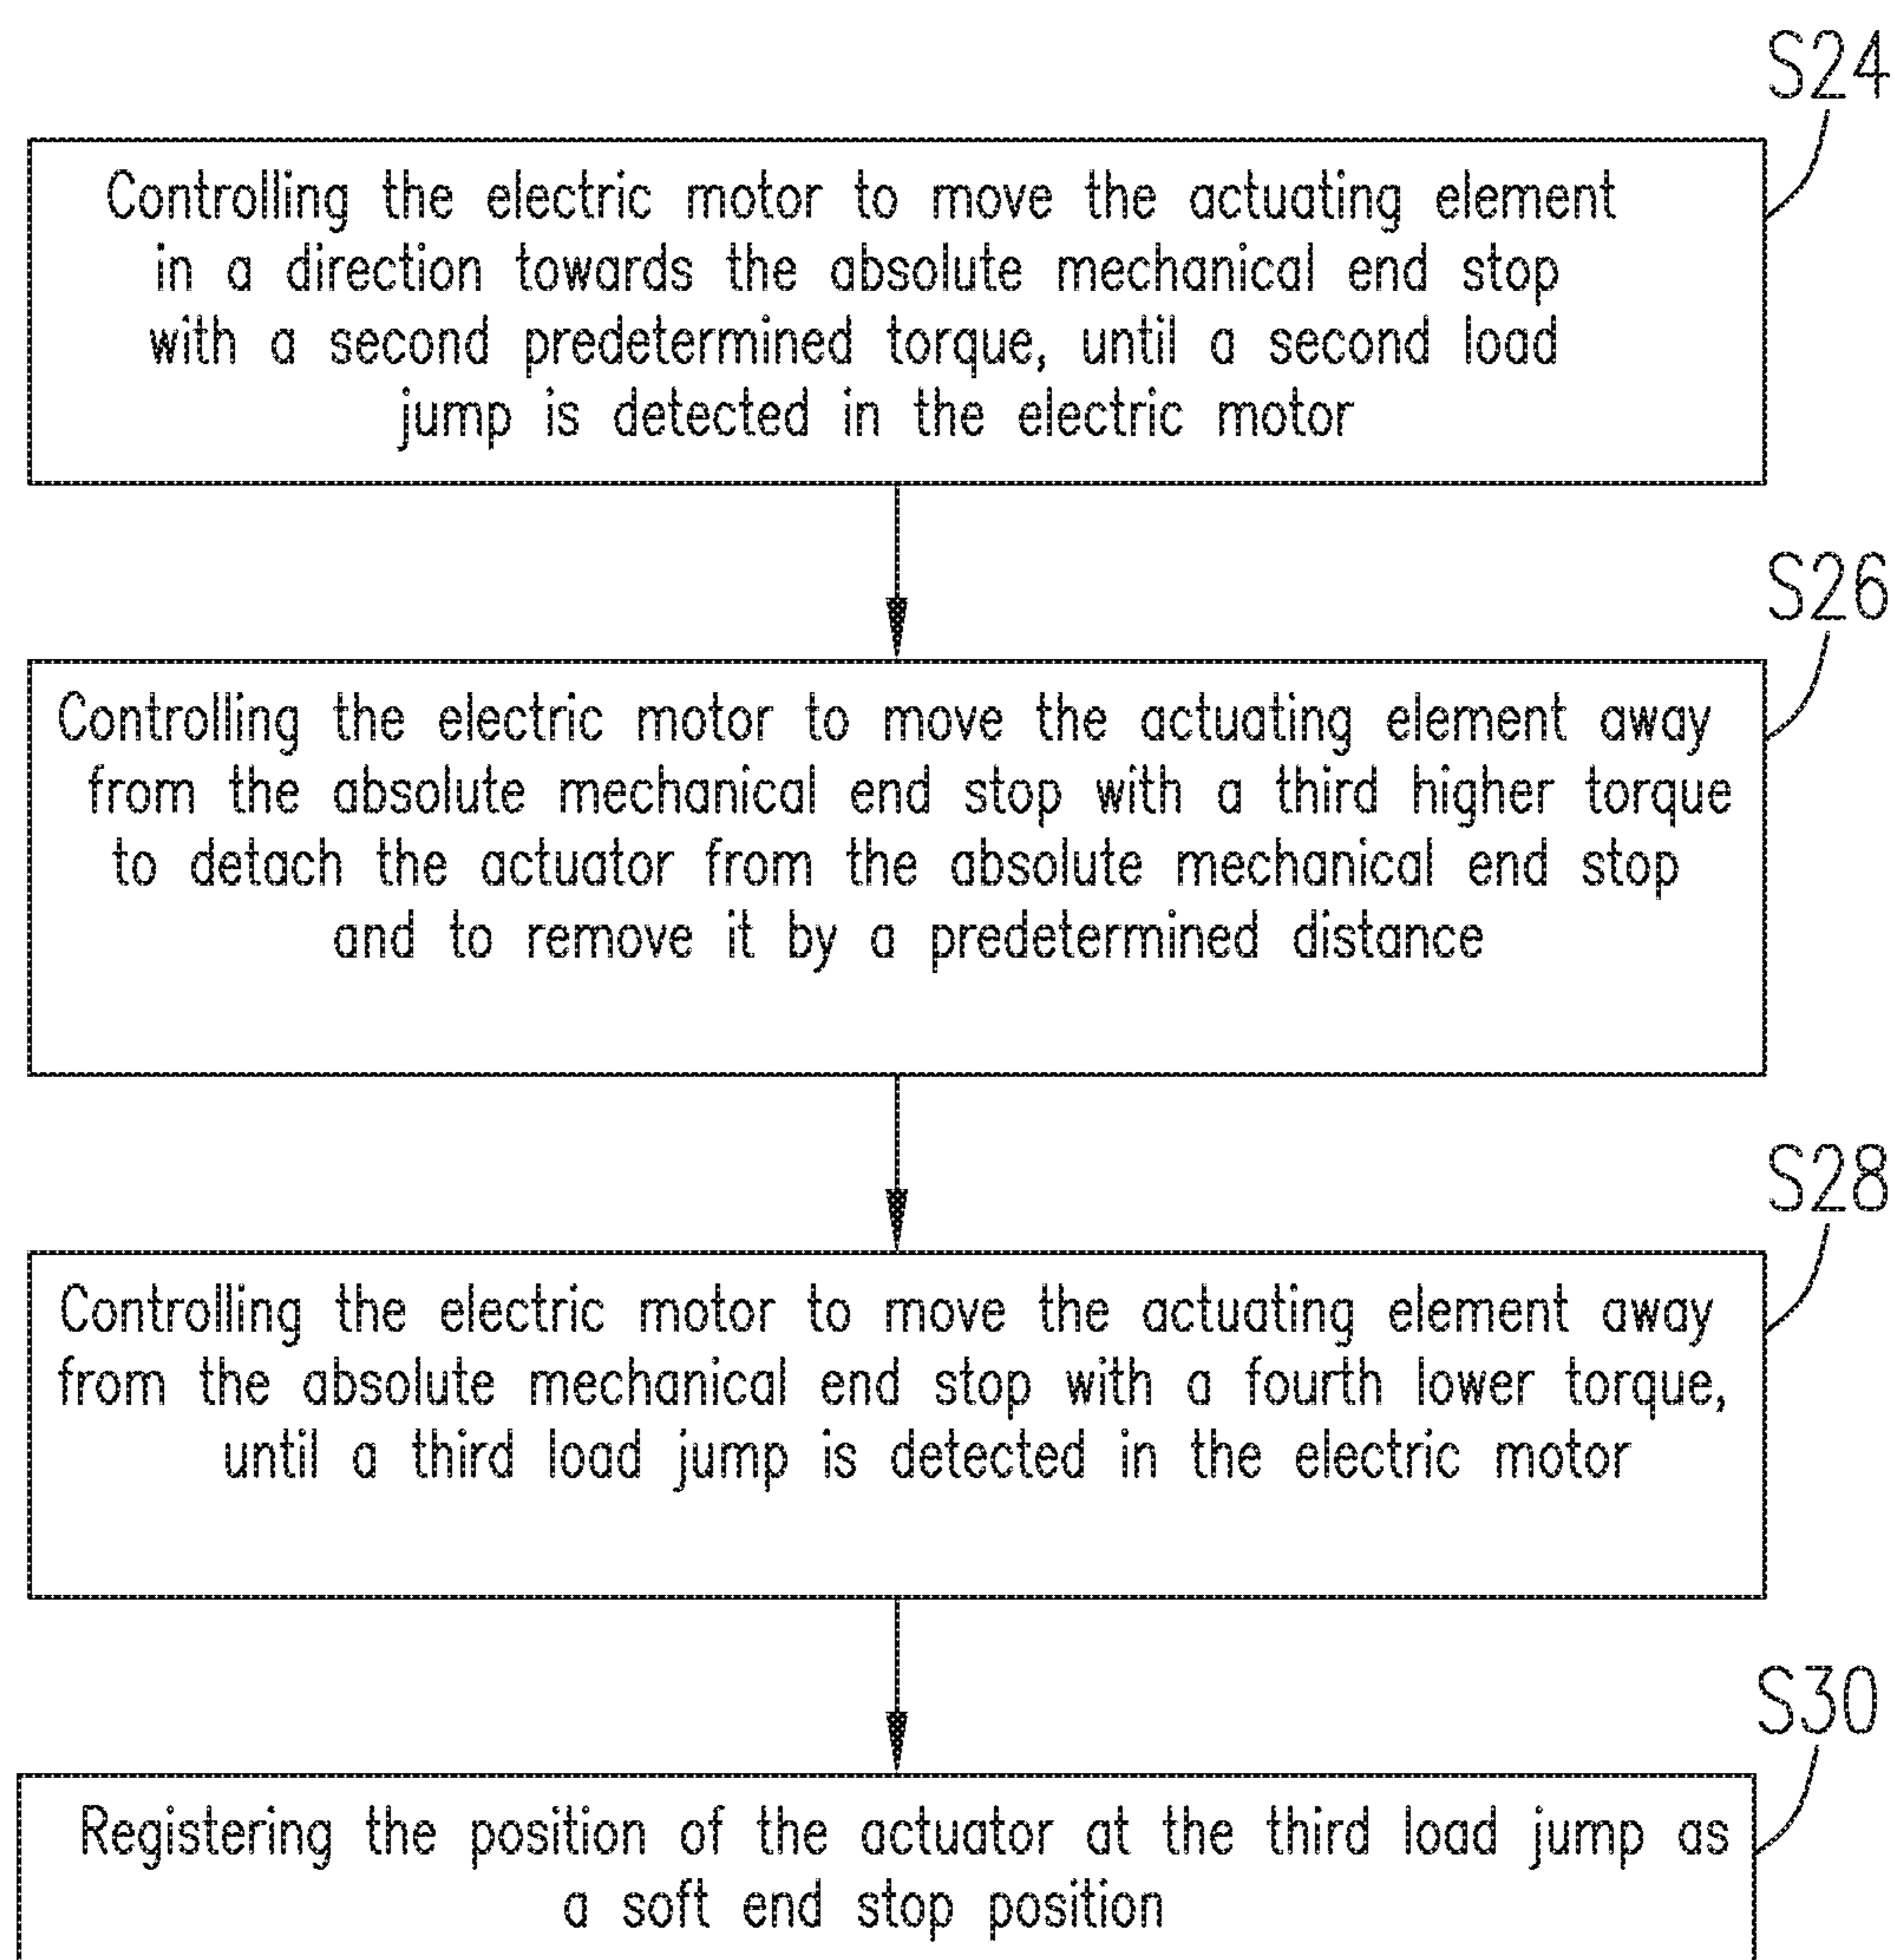 S24
Controlling the electric motor to move the actuating element
in a direction towards the absolute mechanical end stop
with a second predetermined torque, until a second load
jump is detected in the electric motor
S26
Controlling the electric motor to move the actuating element away
from the absolute mechanical end stop with a third higher torque
to detach the actuator from the absolute mechanical end stop
and to remove it by a predetermined distance
S28
Controlling the electric motor to move the actuating element away
from the absolute mechanical end stop with a fourth lower torque,
until a third load jump is detected in the electric motor
S30
Registering the position of the actuator at the third load jump as
a soft end stop position